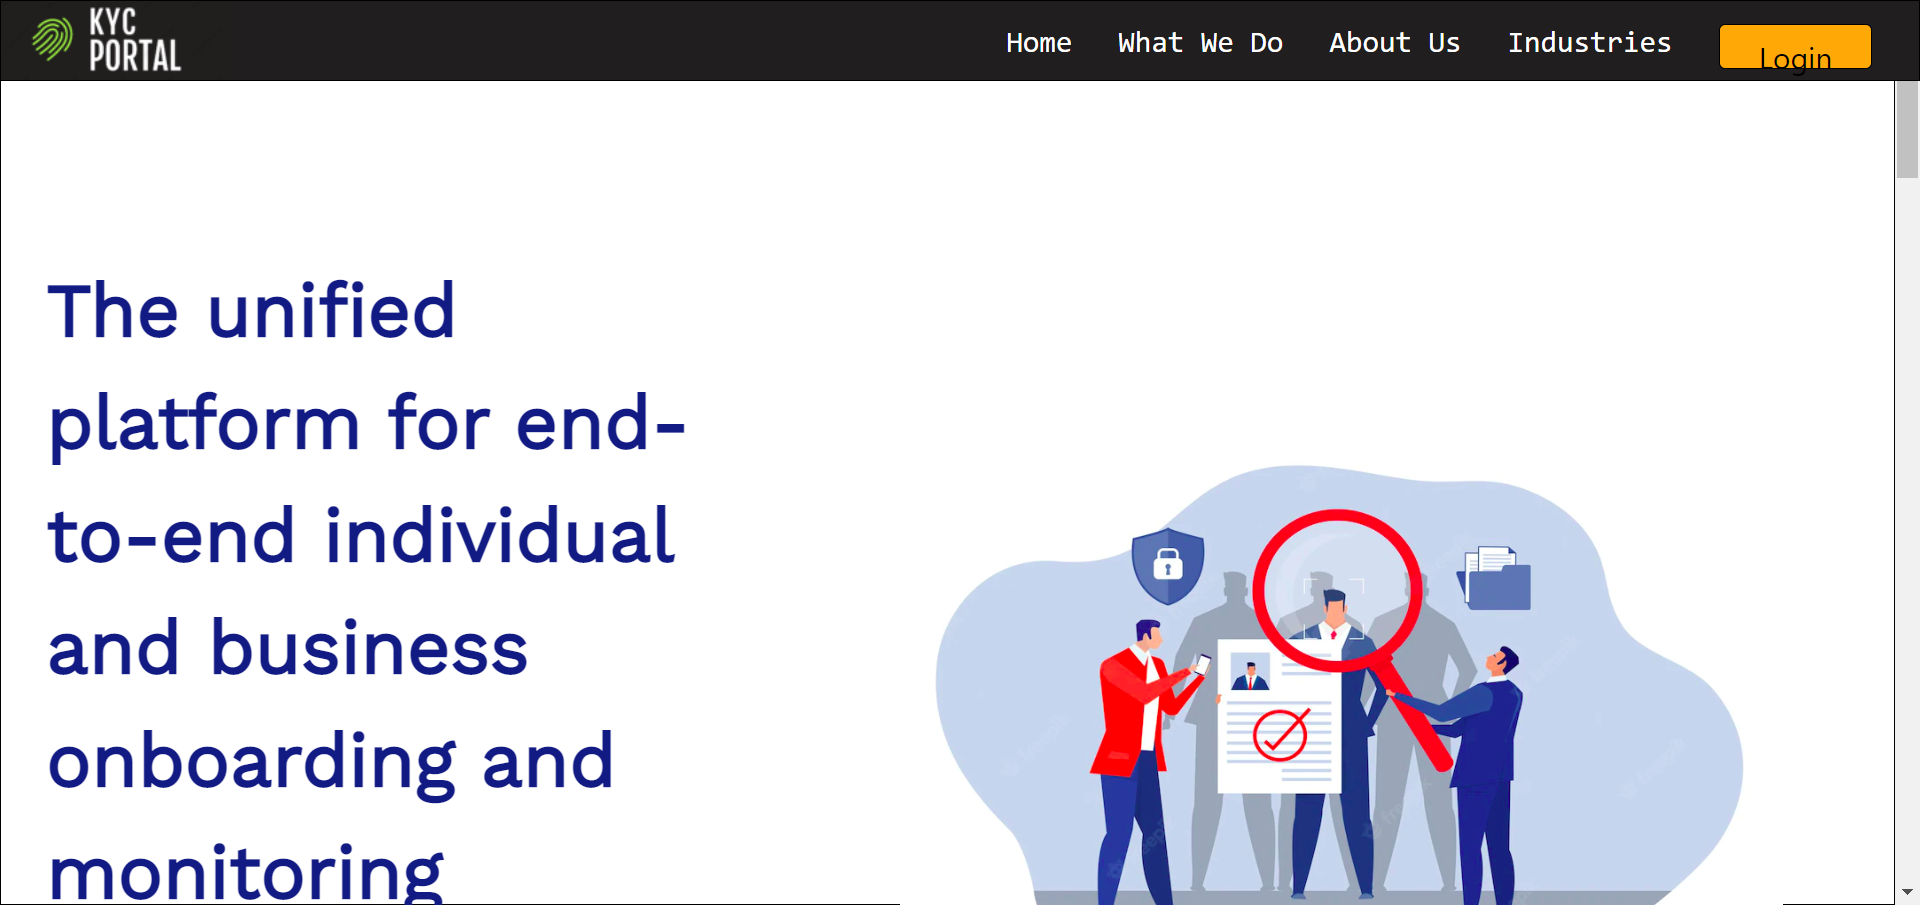 KYC
PORTAL
Home What We Do About Us Industries Login
The unified
platform for end-
to-end individual
and business
onboarding and
monitoring